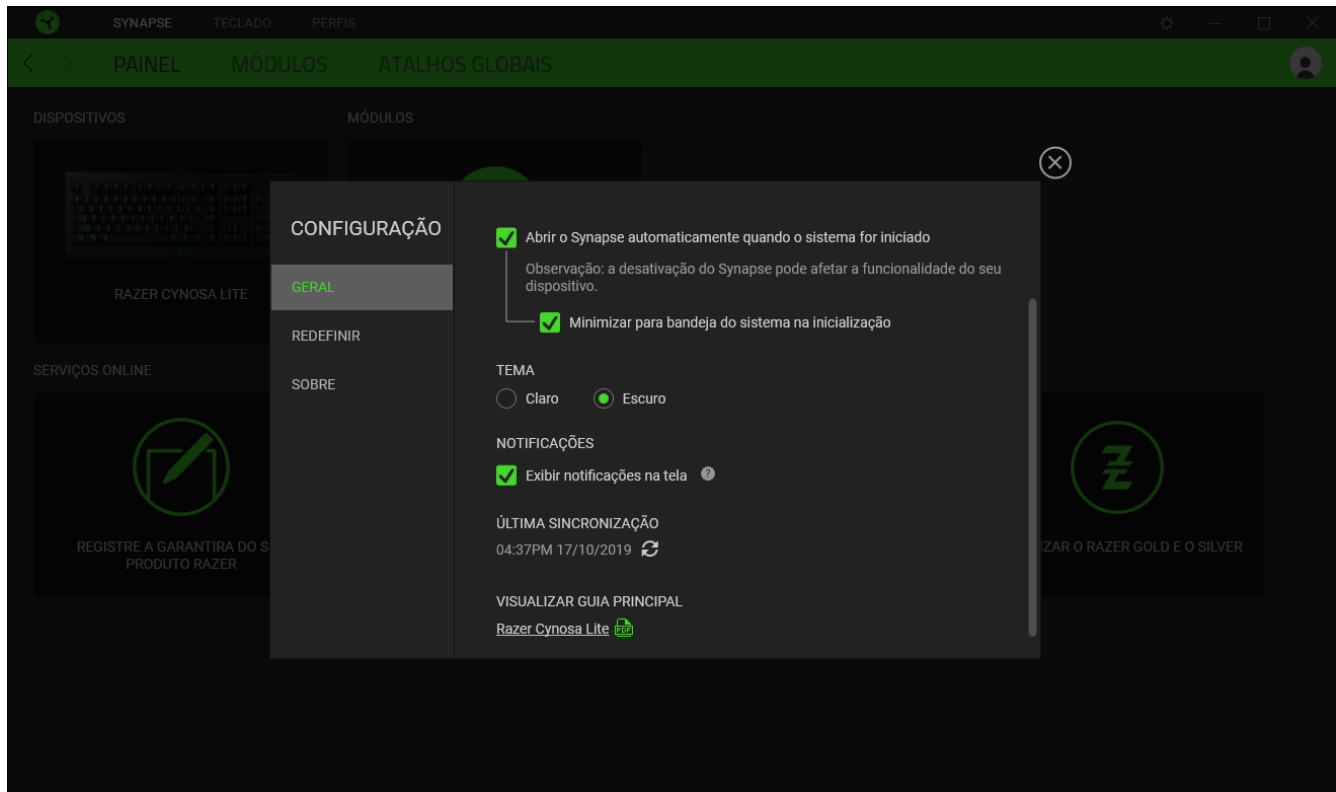 SYNAPSE TECLADO PERFIS
PAINEL MÓDULOS ATALHOS GLOBAIS
DISPOSITIVOS MÓDULOS
RAZER CYNOSA LITE
SERVIÇOS ONLINE
REGISTRE A GARANTIRA DO S
PRODUTO RAZER
IZAR O RAZER GOLD E O SILVER
CONFIGURAÇÃO
GERAL
REDEFINIR
SOBRE
Abrir o Synapse automaticamente quando o sistema for iniciado
Observação: a desativação do Synapse pode afetar a funcionalidade do seu
dispositivo.
Minimizar para bandeja do sistema na inicialização
TEMA
Claro Escuro
NOTIFICAÇÕES
Exibir notificações na tela ?
ÚLTIMA SINCRONIZAÇÃO
04:37PM 17/10/2019
VISUALIZAR GUIA PRINCIPAL
Razer Cynosa Lite PDF